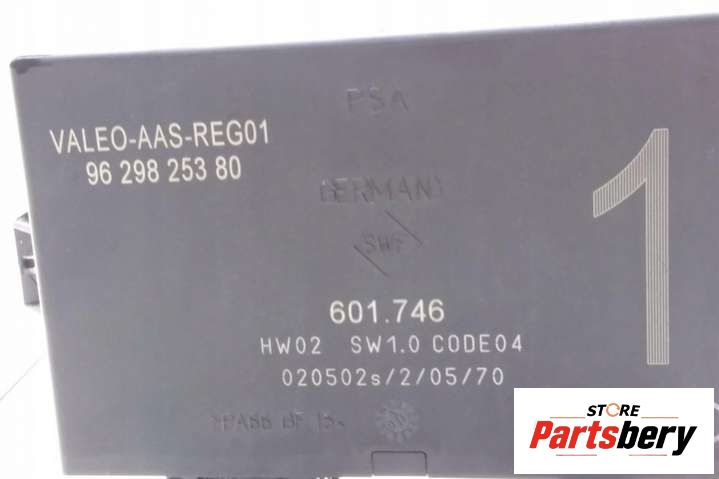 PSA
VALEO-AAS-REG01
96 298 253 80
1
GERMANY
SWF
601.746
HW02 SW1.0 CODE04
020502s/2/05/70
STORE
Partsbery